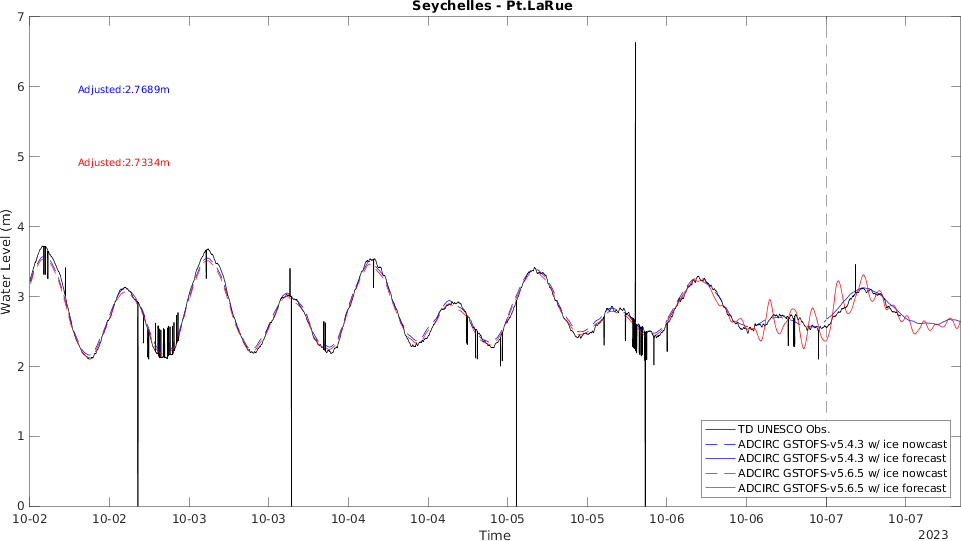 Seychelles - Pt.LaRue
7
6
5
4
3
2
1
0
Water Level (m)
Adjusted:2.7689m
Adjusted:2.7334m
TD UNESCO Obs.
ADCIRC GSTOFS-v5.4.3 w/ ice nowcast
ADCIRC GSTOFS-v5.4.3 w/ ice forecast
ADCIRC GSTOFS-v5.6.5 w/ ice nowcast
ADCIRC GSTOFS-v5.6.5 w/ ice forecast
10-02 10-02 10-03 10-03 10-04 10-04 10-05 10-05 10-06 10-06 10-07 10-07
Time
2023